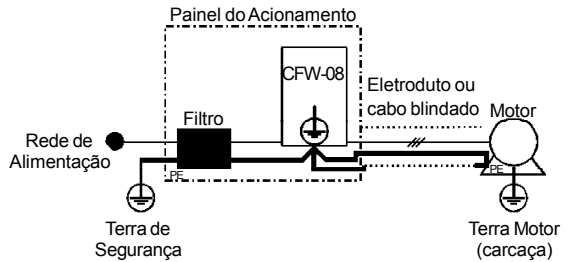 Painel do Acionamento
CFW-08
Eletroduto ou
cabo blindado
Filtro
Motor
Rede de
Alimentação
PE
PE
Terra de
Segurança
Terra Motor
(carcaça)